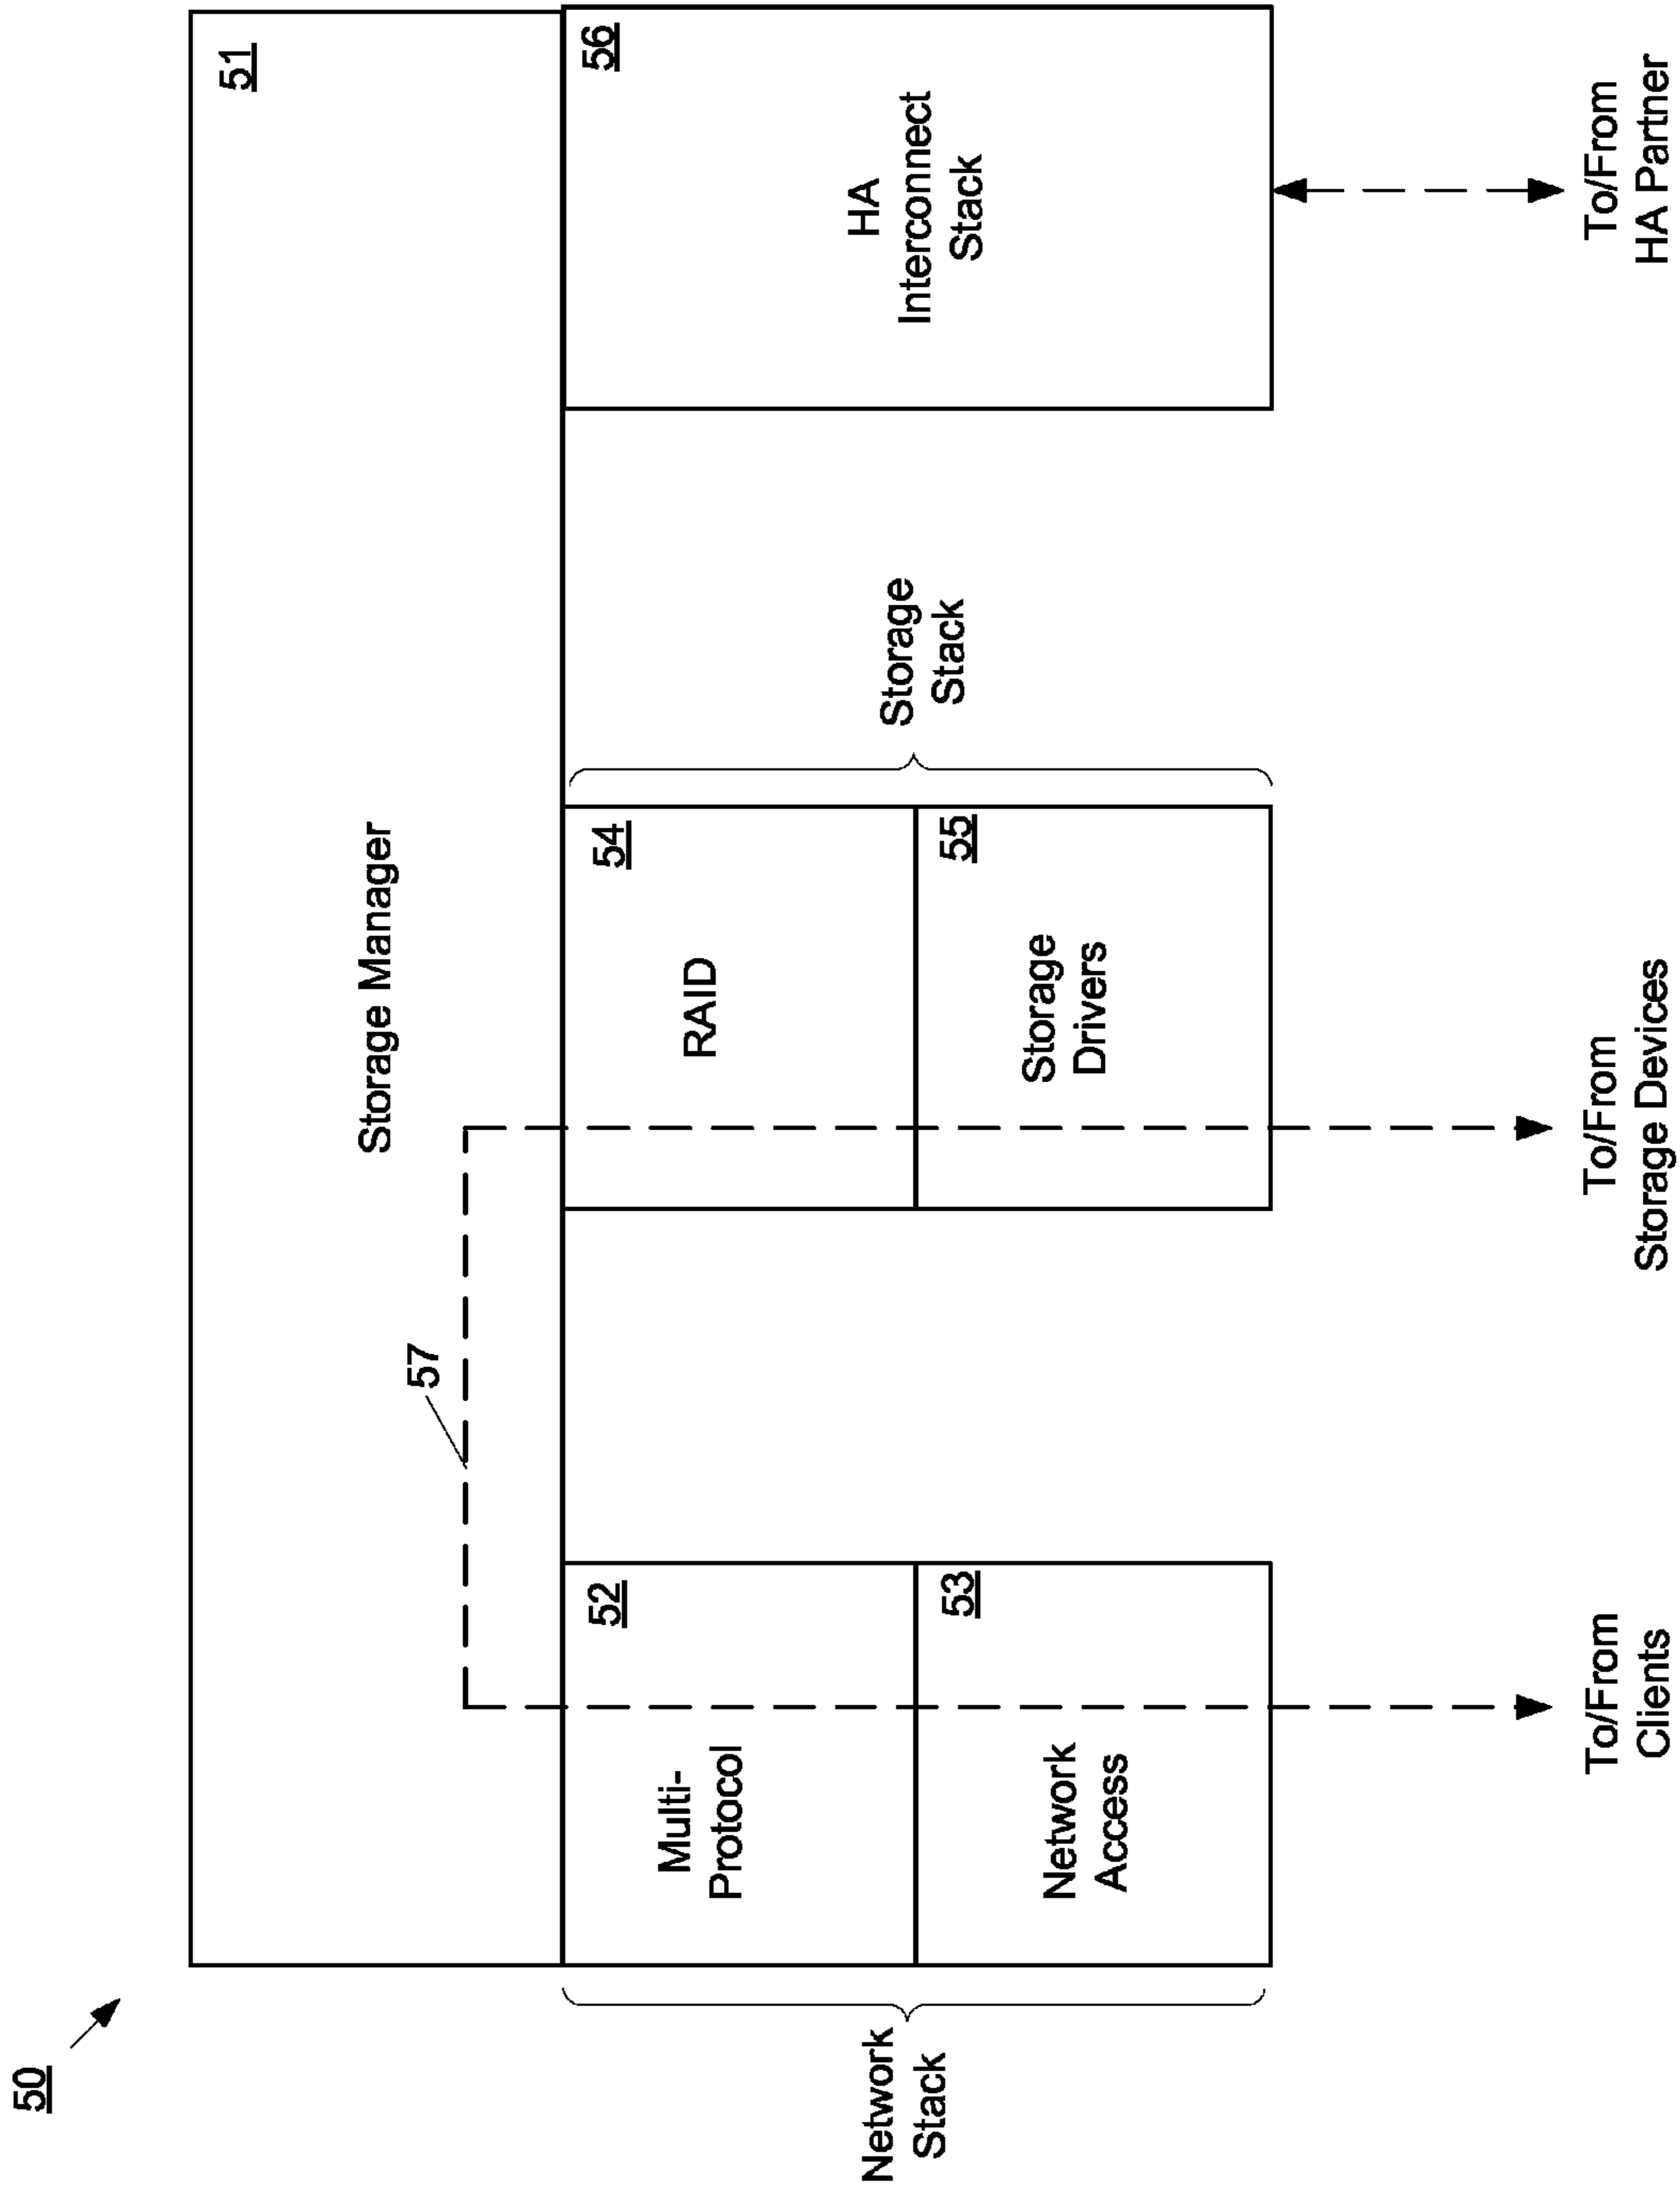 50
51
Storage Manager
57
Network
Stack
52
Multi-
Protocol
53
Network
Access
54
RAID
55
Storage
Drivers
Storage
Stack
56
HA
Interconnect
Stack
To/From
Clients
To/From
Storage Devices
To/From
HA Partner